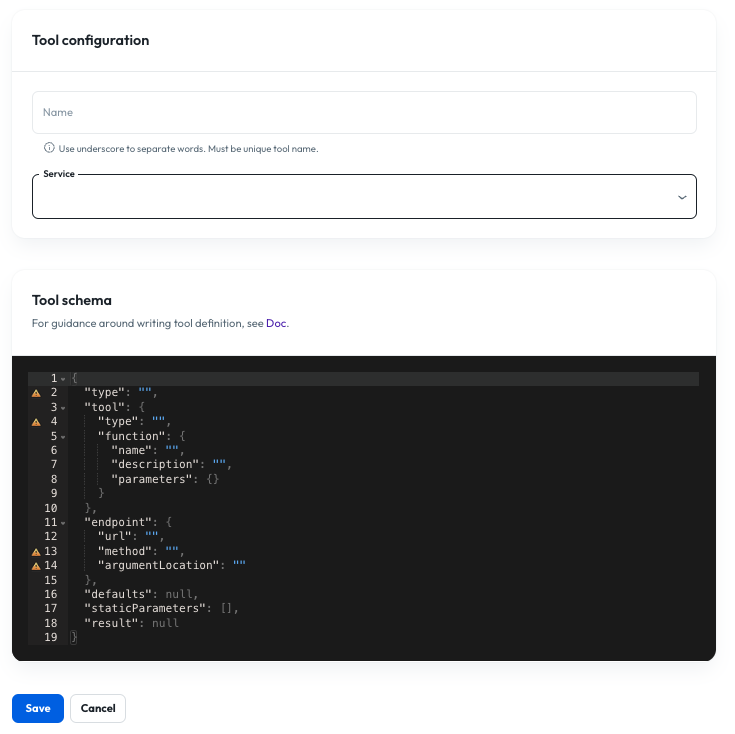 Tool configuration
Name
Use underscore to separate words. Must be unique tool name.
Service
Tool schema
For guidance around writing tool definition, see Doc.
1 {
2 "type": "",
3 "tool": {
4 "type": "",
5 "function": {
6 "name": "",
7 "description": "",
8 "parameters": {}
9 }
10 },
11 "endpoint": {
12 "url": "",
13 "method": "",
14 "argumentLocation": ""
15 },
16 "defaults": null,
17 "staticParameters": [],
18 "result": null
19 }
Save Cancel